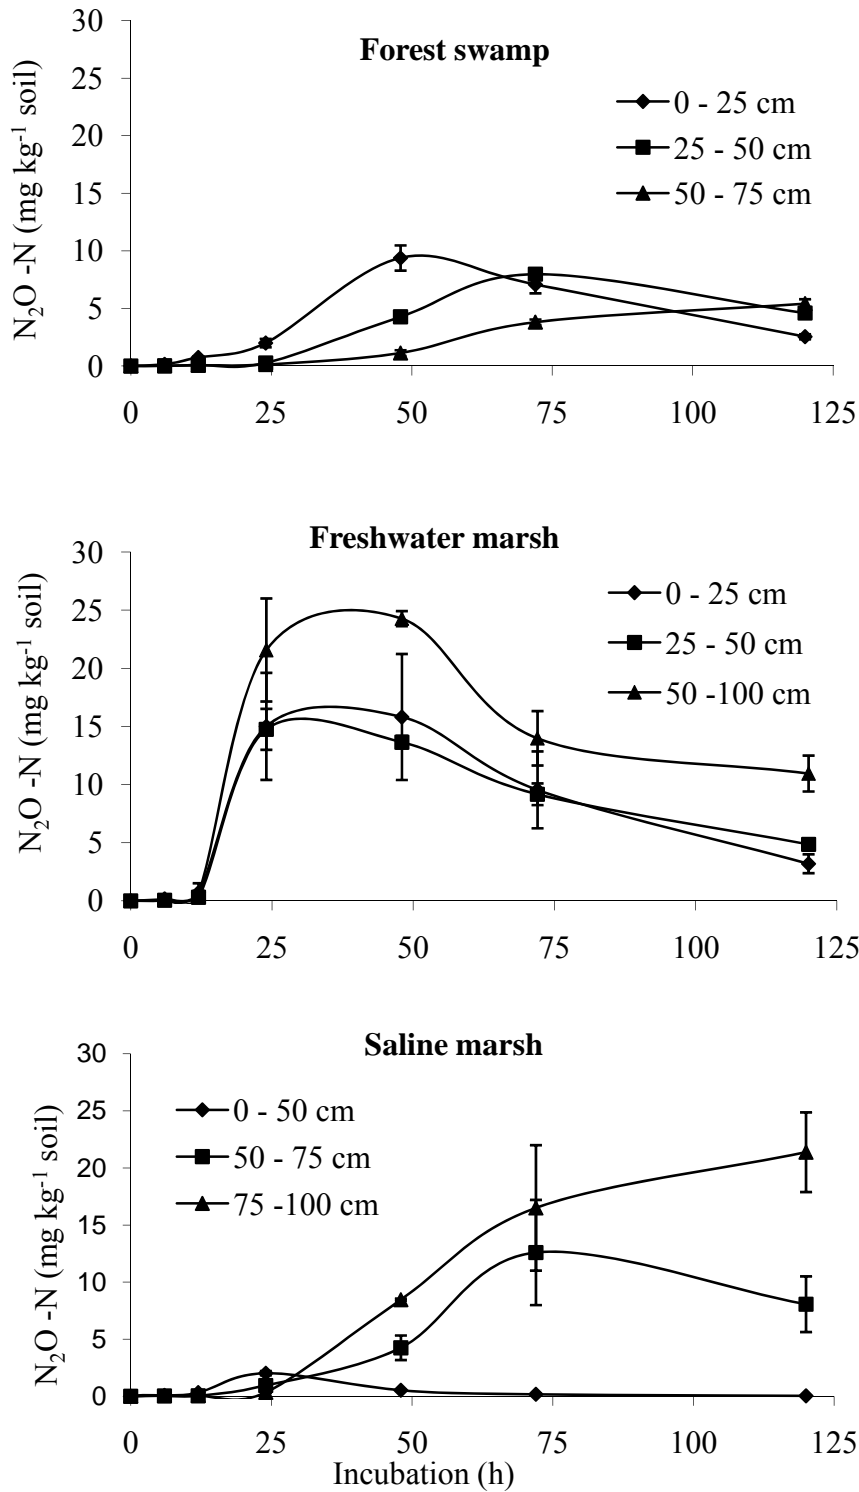 Forest swamp
N₂O -N (mg kg⁻¹ soil)
30
25
20
15
10
5
0
0 - 25 cm
25 - 50 cm
50 - 75 cm
0 25 50 75 100 125
Freshwater marsh
N₂O -N (mg kg⁻¹ soil)
30
25
20
15
10
5
0
0 - 25 cm
25 - 50 cm
50 -100 cm
0 25 50 75 100 125
Saline marsh
N₂O -N (mg kg⁻¹ soil)
30
25
20
15
10
5
0
0 - 50 cm
50 - 75 cm
75 -100 cm
0 25 50 75 100 125
Incubation (h)